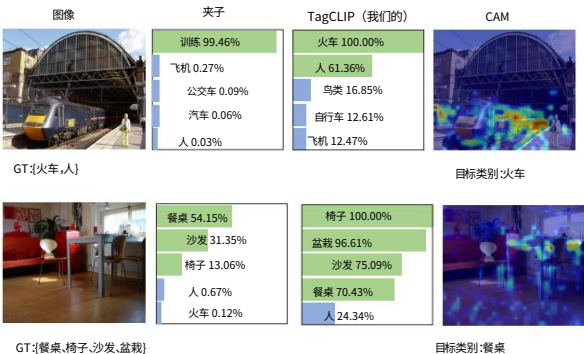 图像
夹子
TagCLIP（我们的）
CAM
训练 99.46%
飞机 0.27%
公交车 0.09%
汽车 0.06%
人 0.03%
火车 100.00%
人 61.36%
鸟类 16.85%
自行车 12.61%
飞机 12.47%
GT:{火车,人}
目标类别:火车
餐桌 54.15%
沙发 31.35%
椅子 13.06%
人 0.67%
火车 0.12%
椅子 100.00%
盆栽 96.61%
沙发 75.09%
餐桌 70.43%
人 24.34%
GT:{餐桌、椅子、沙发、盆栽}
目标类别:餐桌